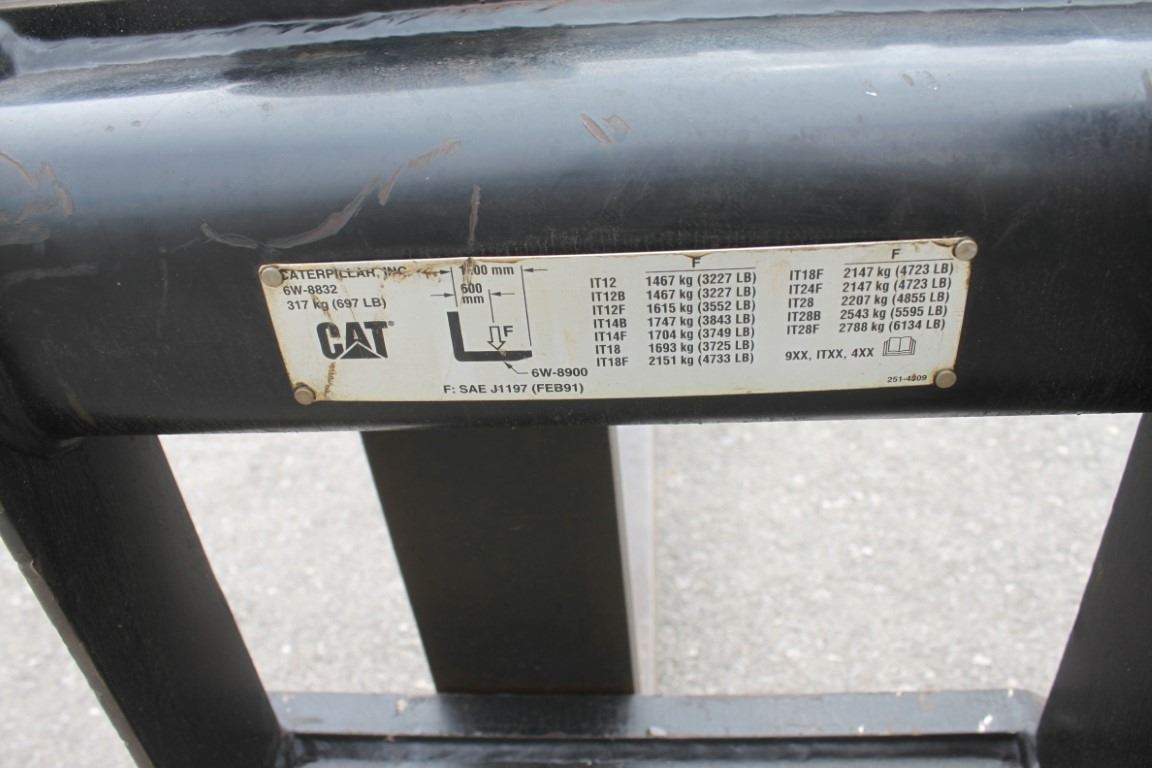 CATERPILLAR, INC.
6W-8832
317 kg (697 LB)
CAT®
mm
600
mm
F
6W-8900
F: SAE J1197 (FEB91)
F
IT12 1467 kg (3227 LB)
IT12B 1467 kg (3227 LB)
IT12F 1615 kg (3552 LB)
IT14B 1747 kg (3843 LB)
IT14F 1704 kg (3749 LB)
IT18 1693 kg (3725 LB)
IT18F 2151 kg (4733 LB)
F
IT18F 2147 kg (4723 LB)
IT24F 2147 kg (4723 LB)
IT28 2207 kg (4855 LB)
IT28B 2543 kg (5595 LB)
IT28F 2788 kg (6134 LB)
9XX, ITXX, 4XX